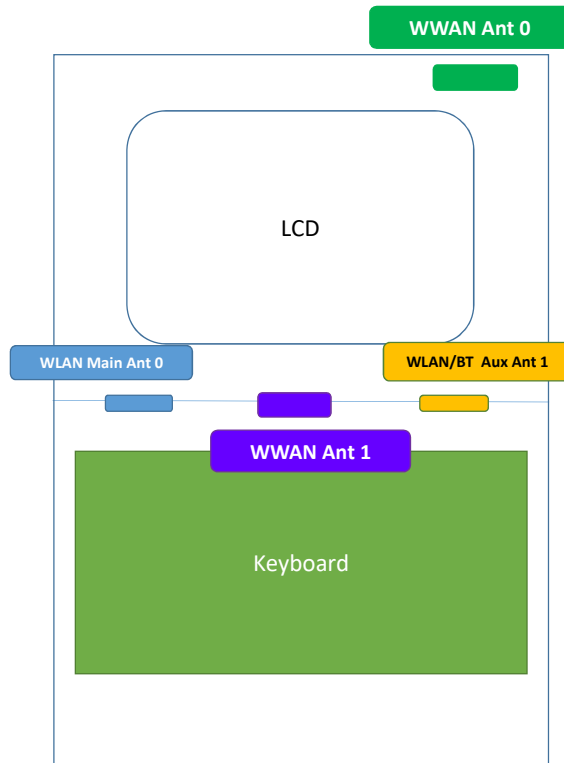 WWAN Ant 0
LCD
WLAN Main Ant 0
WLAN/BT  Aux Ant 1
WWAN Ant 1
Keyboard